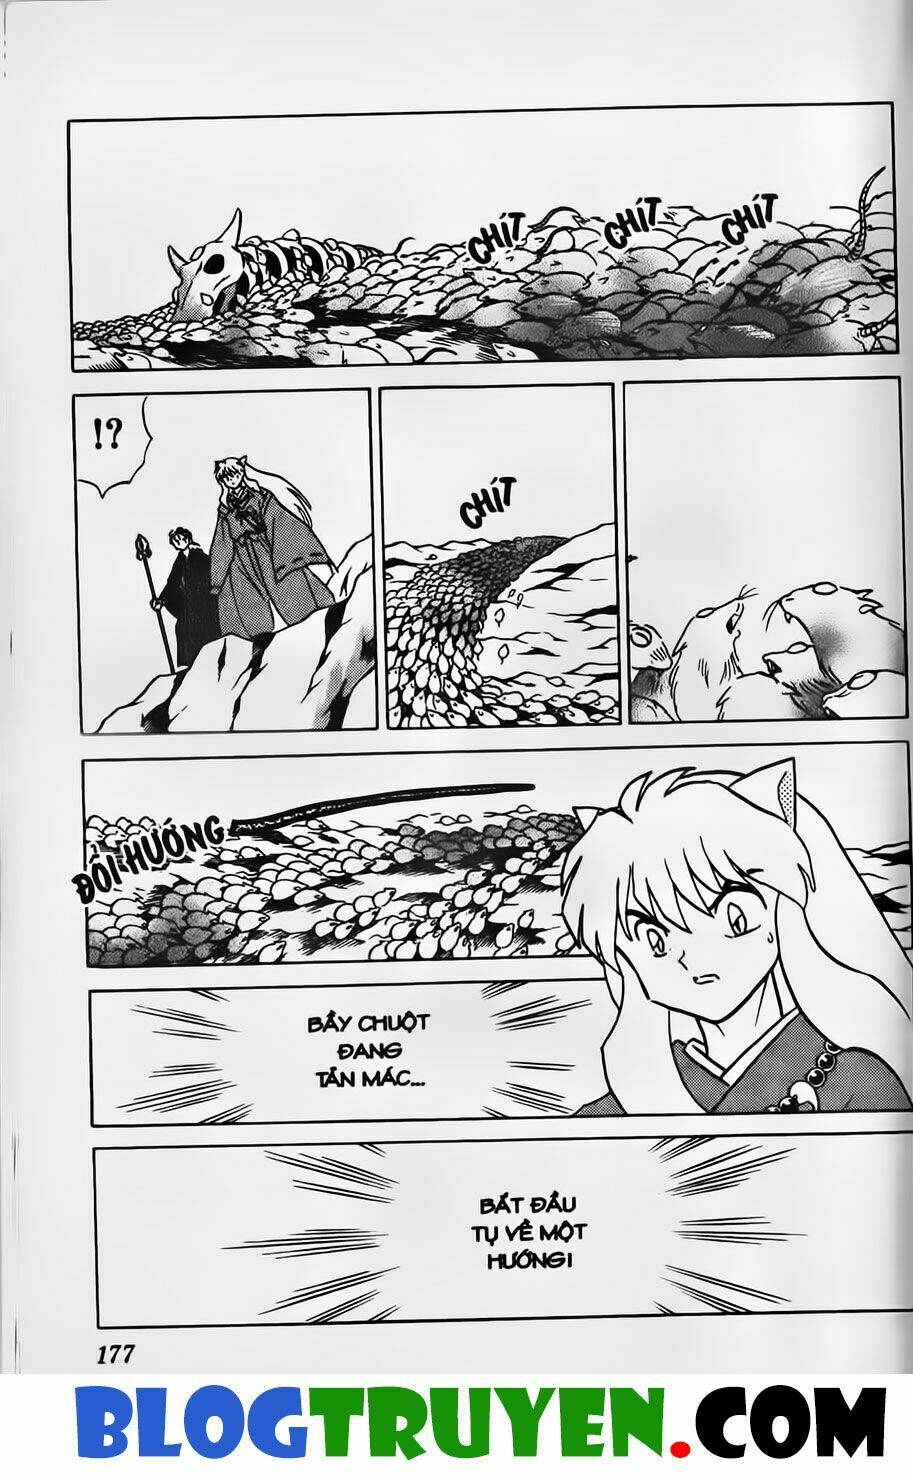 CHÍT
CHÍT
CHÍT
!?
CHÍT
ĐỔI HƯỚNG
BẦY CHUỘT
ĐANG
TẢN MÁC...
BẮT ĐẦU
TỤ VỀ MỘT
HƯỚNG!
177
BLOGTRUYEN.COM